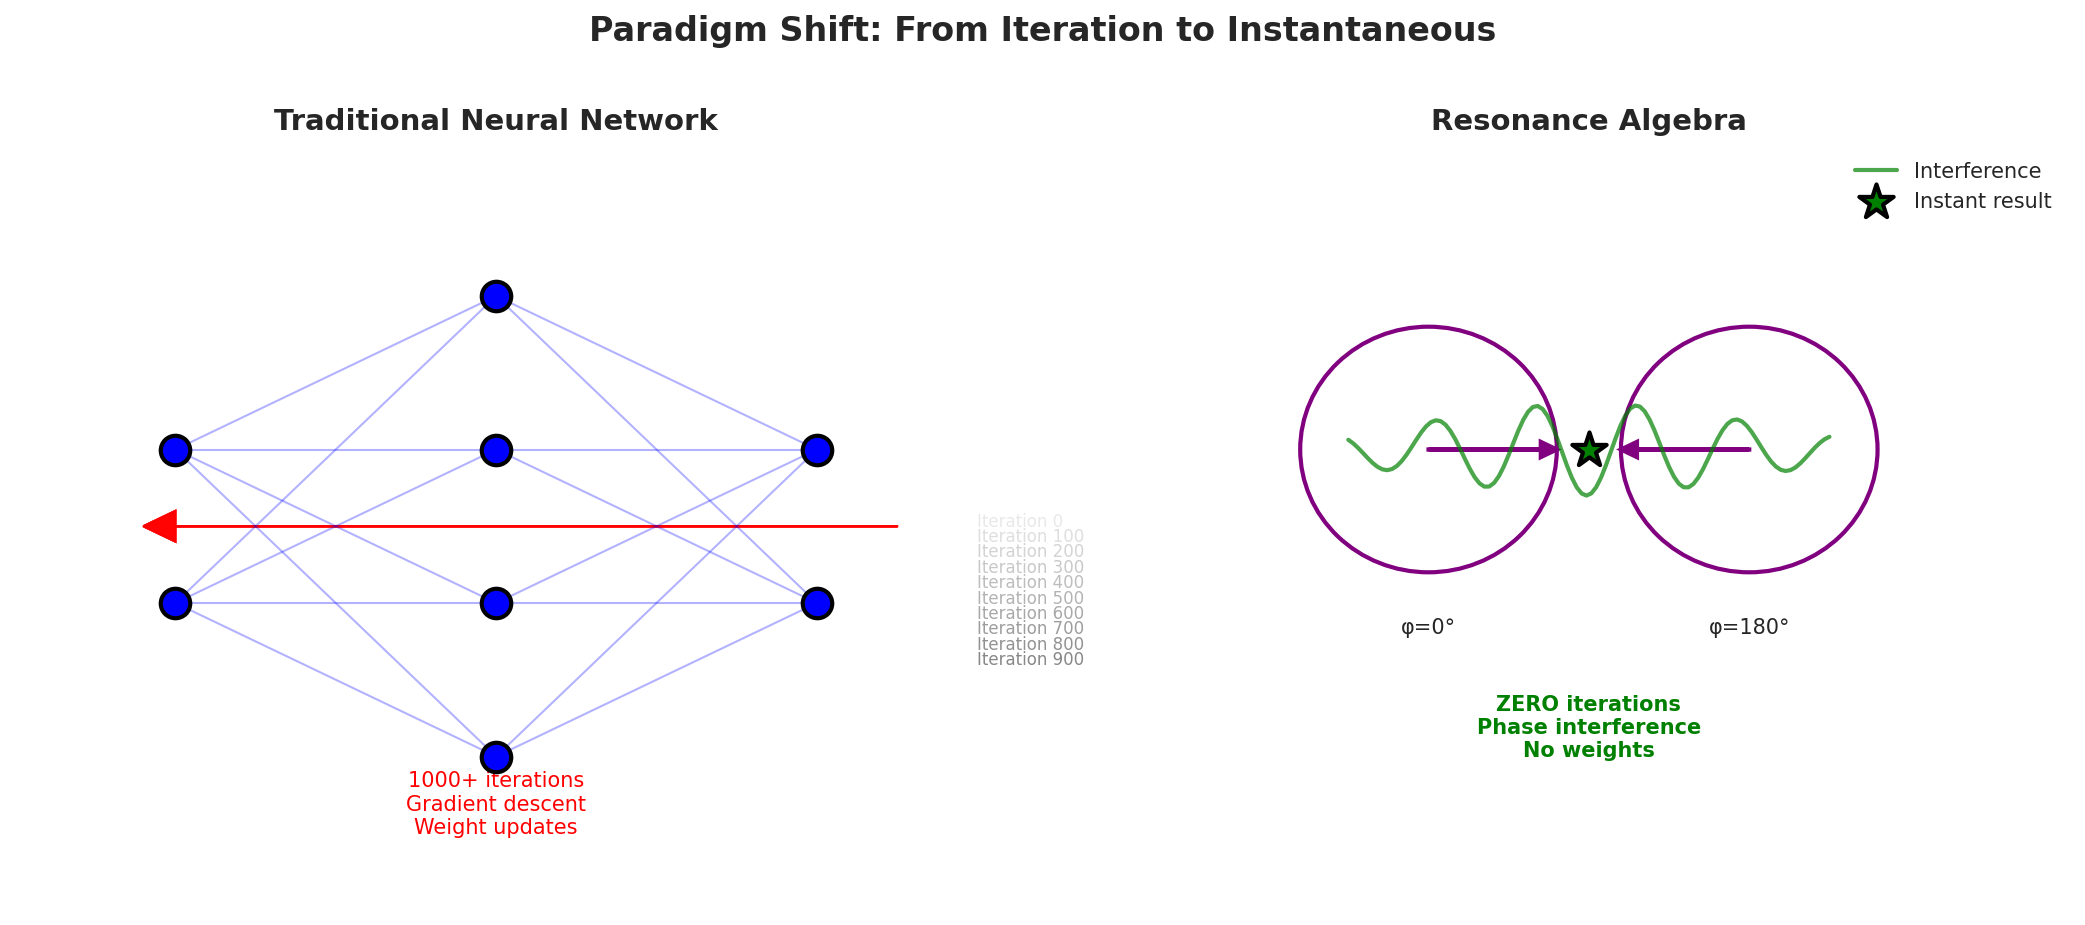 Paradigm Shift: From Iteration to Instantaneous
Traditional Neural Network
1000+ iterations
Gradient descent
Weight updates
Iteration 0
Iteration 100
Iteration 200
Iteration 300
Iteration 400
Iteration 500
Iteration 600
Iteration 700
Iteration 800
Iteration 900
Resonance Algebra
Interference
Instant result
φ=0°
φ=180°
ZERO iterations
Phase interference
No weights